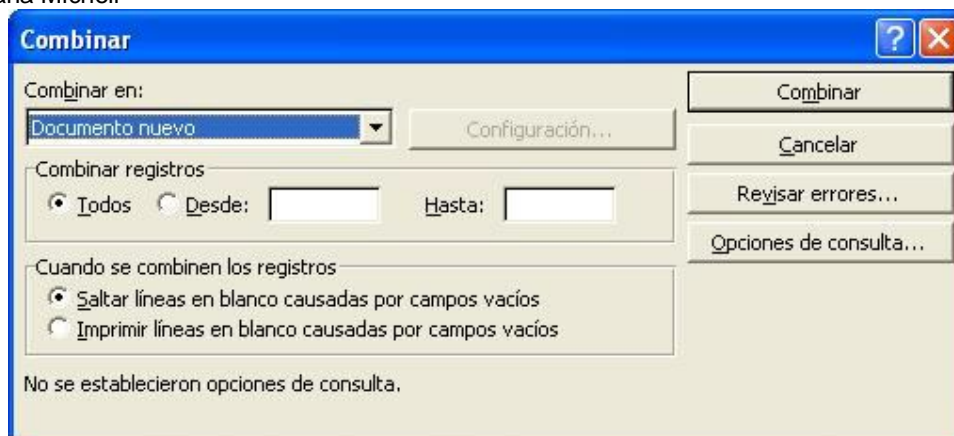 Combinar
Combinar en:
Documento nuevo
Configuración...
Combinar
Cancelar
Revisar errores...
Opciones de consulta...
Combinar registros
Todos Desde: Hasta:
Cuando se combinen los registros
Saltar líneas en blanco causadas por campos vacíos
Imprimir líneas en blanco causadas por campos vacíos
No se establecieron opciones de consulta.